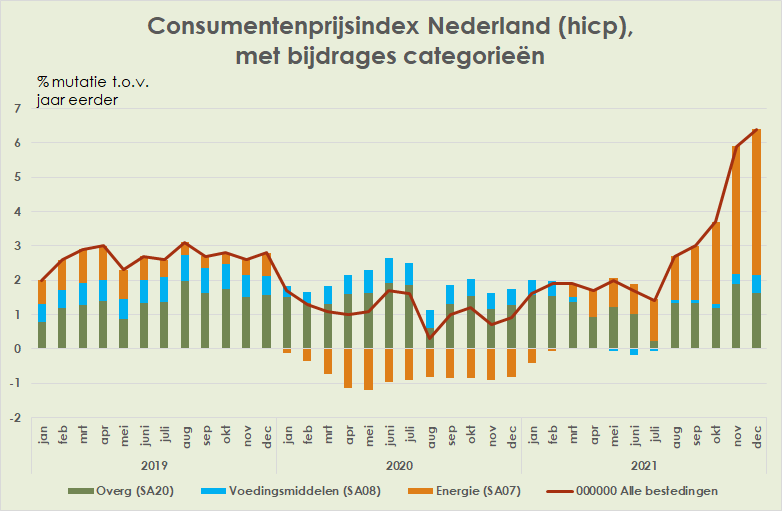 Consumentenprijsindex Nederland (hicp),
met bijdrages categorieën
% mutatie t.o.v.
jaar eerder
7
6
5
4
3
2
1
0
-1
-2
jan feb mrt apr mei juni juli aug sep okt nov dec jan feb mrt apr mei juni juli aug sep okt nov dec jan feb mrt apr mei juni juli aug sep okt nov dec
2019 2020 2021
Overg (SA20) Voedingsmiddelen (SA08) Energie (SA07) 000000 Alle bestedingen